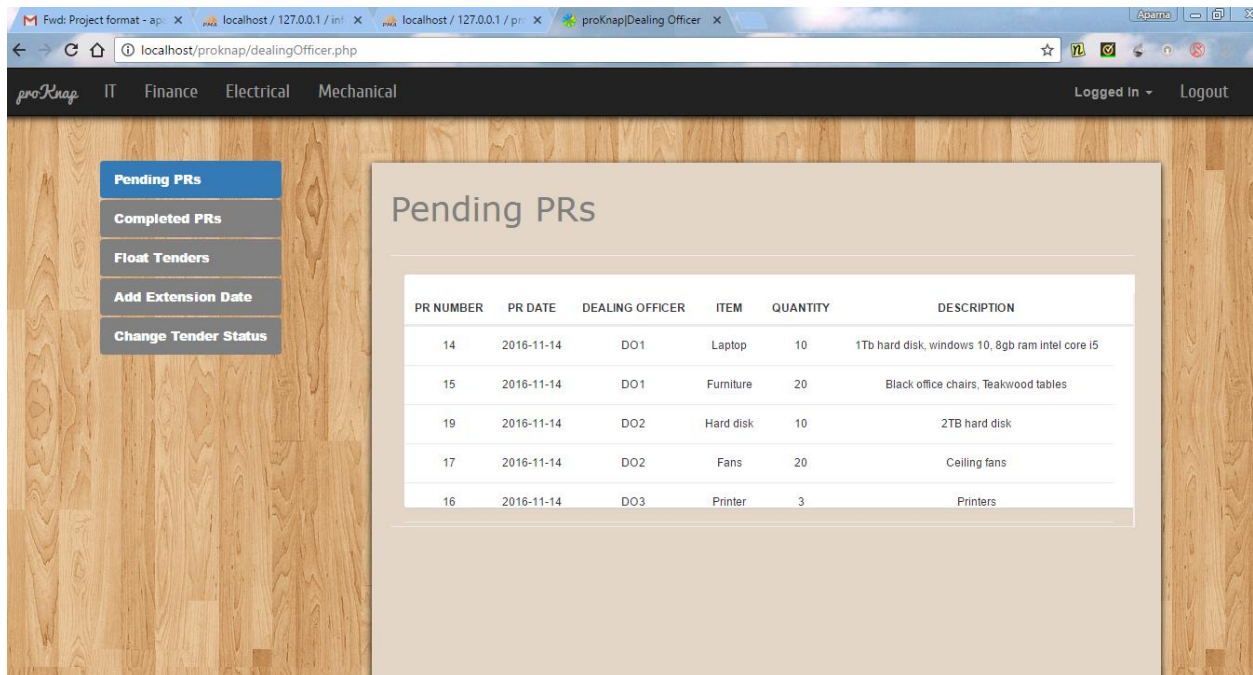 Fwd: Project format - ap localhost / 127.0.0.1 / inf localhost / 127.0.0.1 / pr proKnap|Dealing Officer Aparna
localhost/proknap/dealingOfficer.php
proKnap IT Finance Electrical Mechanical Logged In Logout
Pending PRs
Completed PRs
Float Tenders
Add Extension Date
Change Tender Status
Pending PRs
PR NUMBER PR DATE DEALING OFFICER ITEM QUANTITY DESCRIPTION
14 2016-11-14 DO1 Laptop 10 1Tb hard disk, windows 10, 8gb ram intel core i5
15 2016-11-14 DO1 Furniture 20 Black office chairs, Teakwood tables
19 2016-11-14 DO2 Hard disk 10 2TB hard disk
17 2016-11-14 DO2 Fans 20 Ceiling fans
16 2016-11-14 DO3 Printer 3 Printers